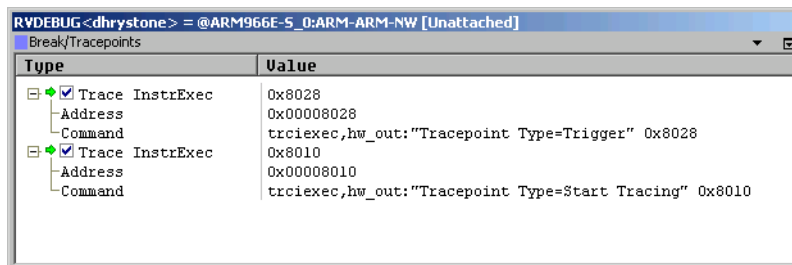 RVDEBUG<dhrystone> = @ARM966E-S_0:ARM-ARM-NW [Unattached]
Break/Tracepoints
Type Value
Trace InstrExec 0x8028
Address 0x00008028
Command trciexec,hw_out:"Tracepoint Type=Trigger" 0x8028
Trace InstrExec 0x8010
Address 0x00008010
Command trciexec,hw_out:"Tracepoint Type=Start Tracing" 0x8010